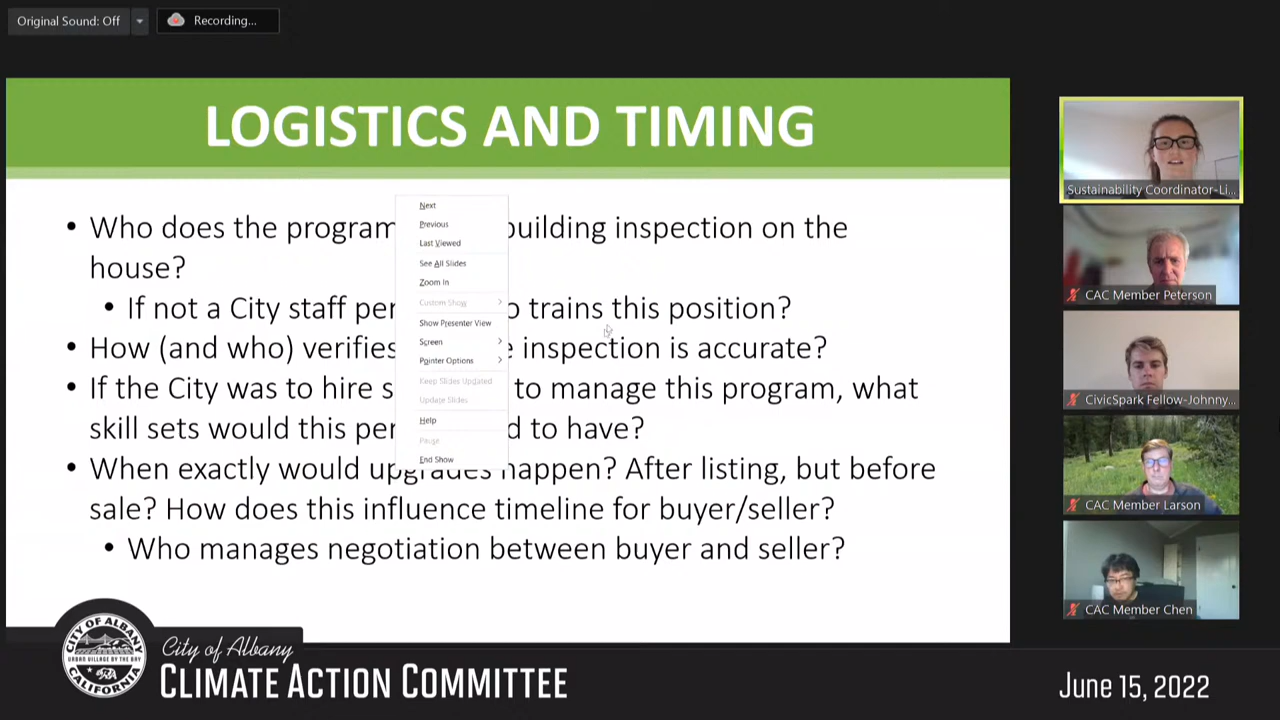 Original Sound: Off
Recording...
LOGISTICS AND TIMING
• Who does the program building inspection on the
house?
• If not a City staff per o trains this position?
• How (and who) verifies e inspection is accurate?
• If the City was to hire s to manage this program, what
skill sets would this per d to have?
• When exactly would upgrades happen? After listing, but before
sale? How does this influence timeline for buyer/seller?
• Who manages negotiation between buyer and seller?
Next
Previous
Last Viewed
See All Slides
Zoom In
Custom Show
Show Presenter View
Screen
Pointer Options
Keep Slides Updated
Update Slides
Help
Pause
End Show
Sustainability Coordinator-Li...
CAC Member Peterson
CivicSpark Fellow-Johnny...
CAC Member Larson
CAC Member Chen
CITY OF ALBANY
URBAN VILLAGE BY THE BAY
CALIFORNIA
City of Albany
CLIMATE ACTION COMMITTEE
June 15, 2022